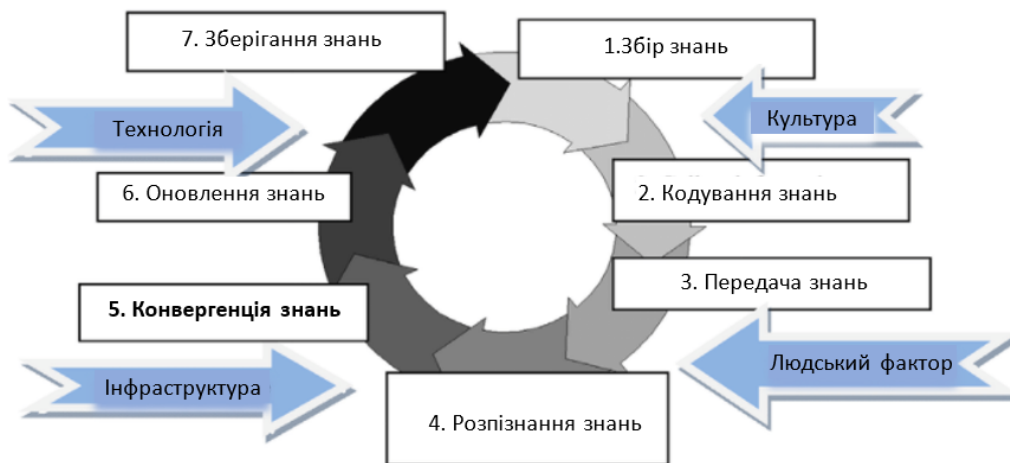 7. Зберігання знань
1.Збір знань
Технологія
Культура
6. Оновлення знань
2. Кодування знань
3. Передача знань
5. Конвергенція знань
Людський фактор
Інфраструктура
4. Розпізнання знань